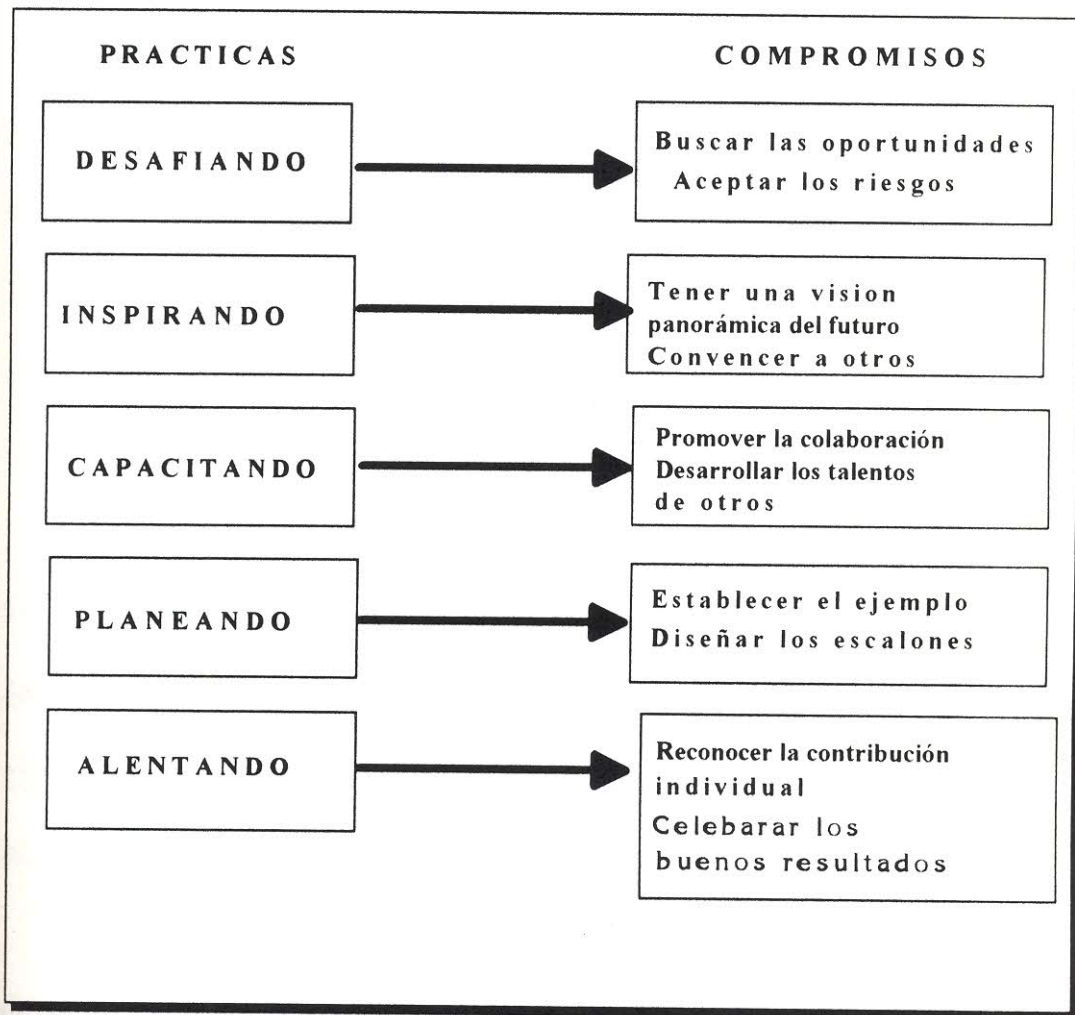 PRACTICAS
COMPROMISOS
DESAFIANDO
Buscar las oportunidades
Aceptar los riesgos
INSPIRANDO
Tener una vision
panorámica del futuro
Convencer a otros
CAPACITANDO
Promover la colaboración
Desarrollar los talentos
de otros
PLANEANDO
Establecer el ejemplo
Diseñar los escalones
ALENTANDO
Reconocer la contribución
individual
Celebarar los
buenos resultados